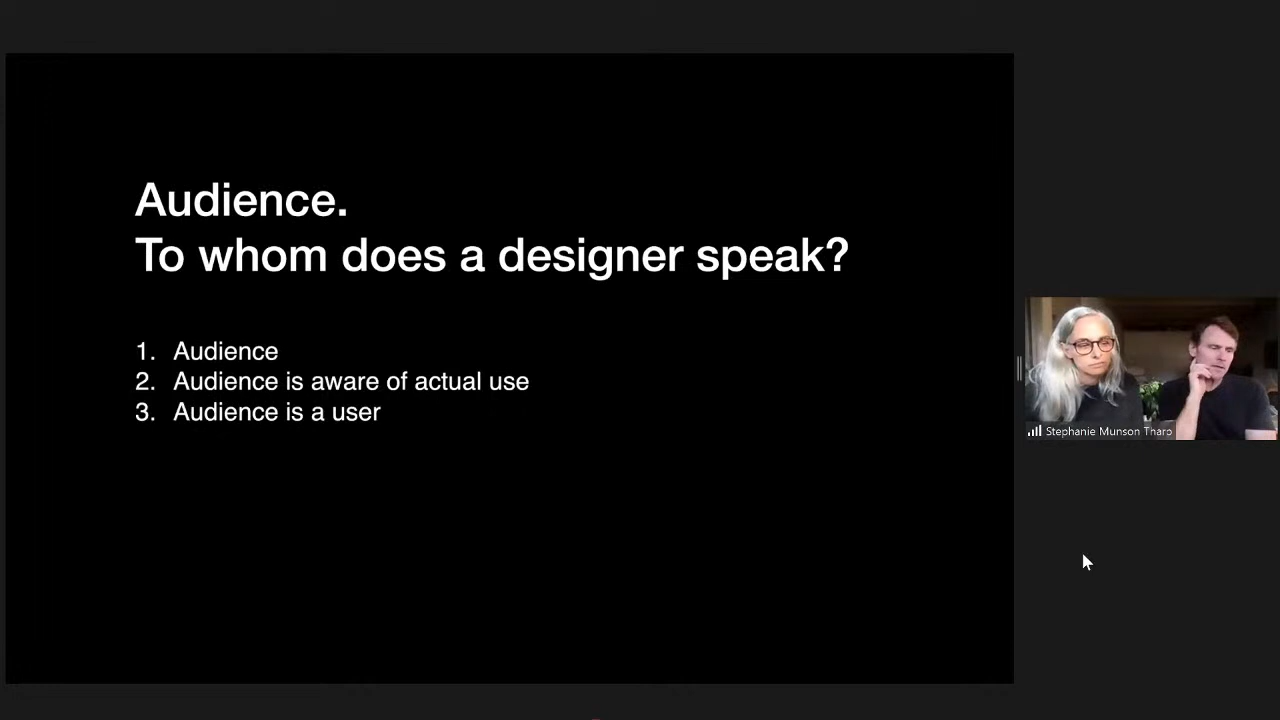 Audience.
To whom does a designer speak?
1. Audience
2. Audience is aware of actual use
3. Audience is a user
Stephanie Munson Tharp